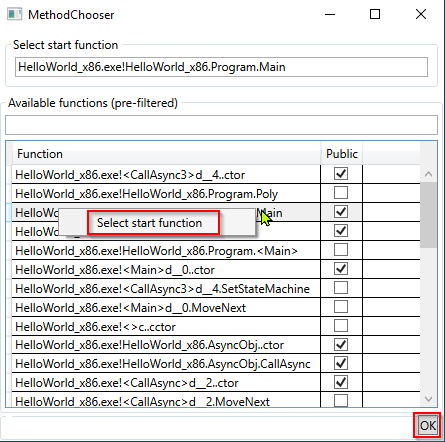 MethodChooser
Select start function
HelloWorld_x86.exe!HelloWorld_x86.Program.Main
Available functions (pre-filtered)
Function Public
HelloWorld_x86.exe!<CallAsync3>d__4..ctor
HelloWorld_x86.exe!HelloWorld_x86.Program.Poly
HelloWo Main
Select start function
HelloWo
HelloWorld_x86.exe!HelloWorld_x86.Program.<Main>
HelloWorld_x86.exe!<Main>d__0..ctor
HelloWorld_x86.exe!<CallAsync3>d__4.SetStateMachine
HelloWorld_x86.exe!<Main>d__0.MoveNext
HelloWorld_x86.exe!<>c..cctor
HelloWorld_x86.exe!HelloWorld_x86.AsyncObj..ctor
HelloWorld_x86.exe!HelloWorld_x86.AsyncObj.CallAsync
HelloWorld_x86.exe!<CallAsync>d__2..ctor
HelloWorld_x86.exe!<CallAsync>d__2.MoveNext
OK